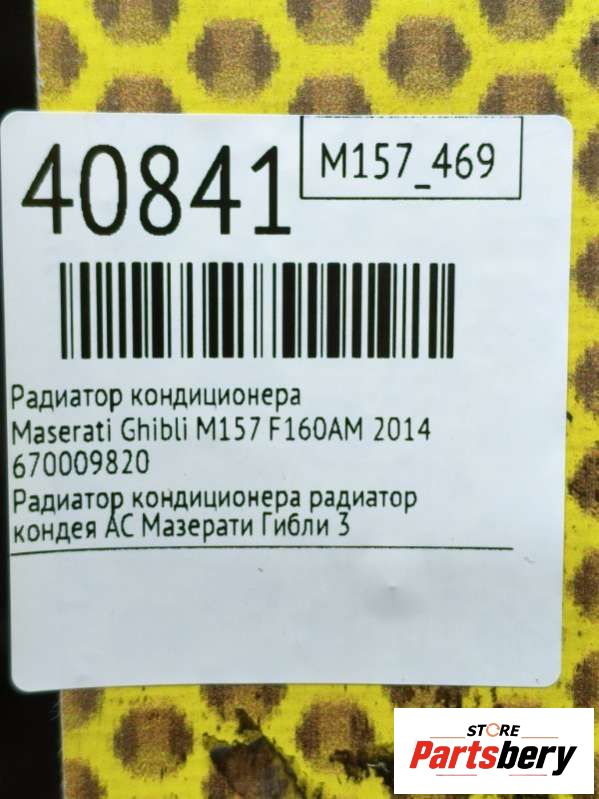 40841
M157_469
Радиатор кондиционера
Maserati Ghibli M157 F160AM 2014
670009820
Радиатор кондиционера радиатор
кондея AC Мазерати Гибли 3
STORE
Partsbery